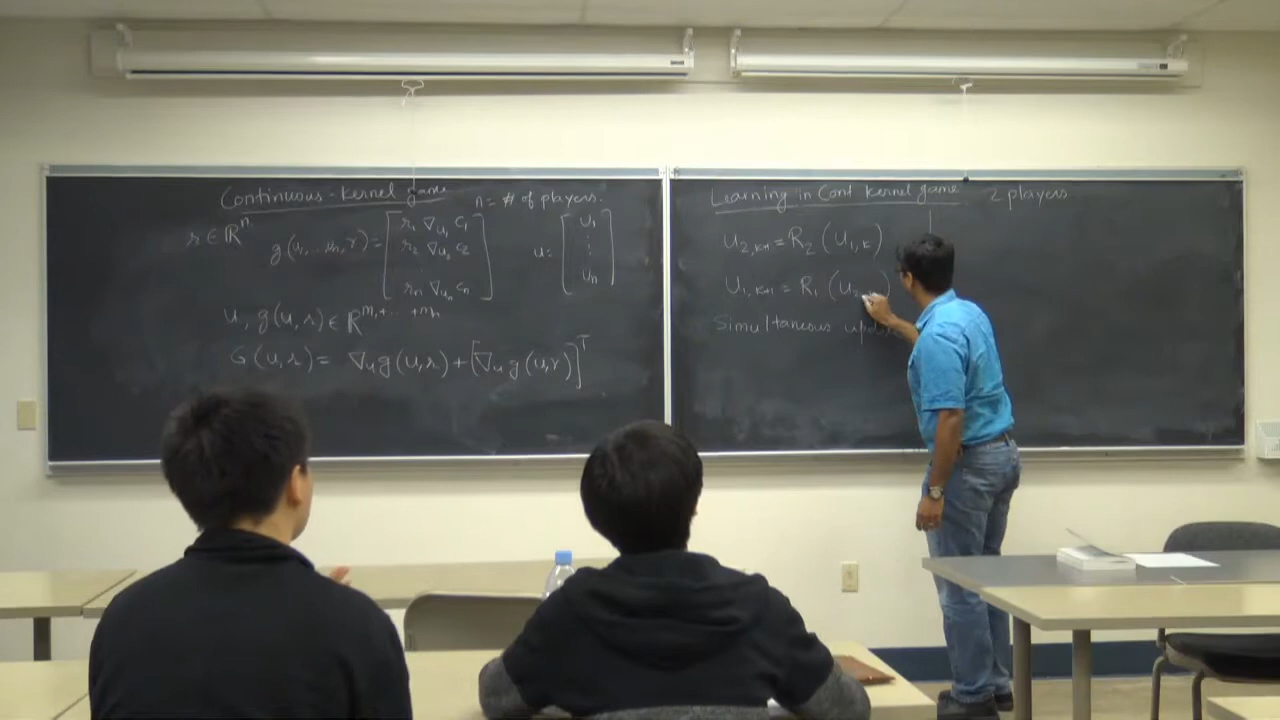 Continuous-Kernel game
n = # of players.
r ∈ ℝⁿ
g(u₁, ... uₙ, r) = [ r₁ ∇u₁ c₁
r₂ ∇u₂ c₂
⋮
rₙ ∇uₙ cₙ ]
u = [ u₁
⋮
uₙ ]
u, g(u, r) ∈ ℝ^{m₁ + ... + mₙ}
G(u, r) = ∇ᵤ g(u, r) + [∇ᵤ g(u, r)]ᵀ
Learning in Cont kernel game 2 players
u₂,ₖ₊₁ = R₂ (u₁,ₖ)
u₁,ₖ₊₁ = R₁ (u₂
Simultaneous